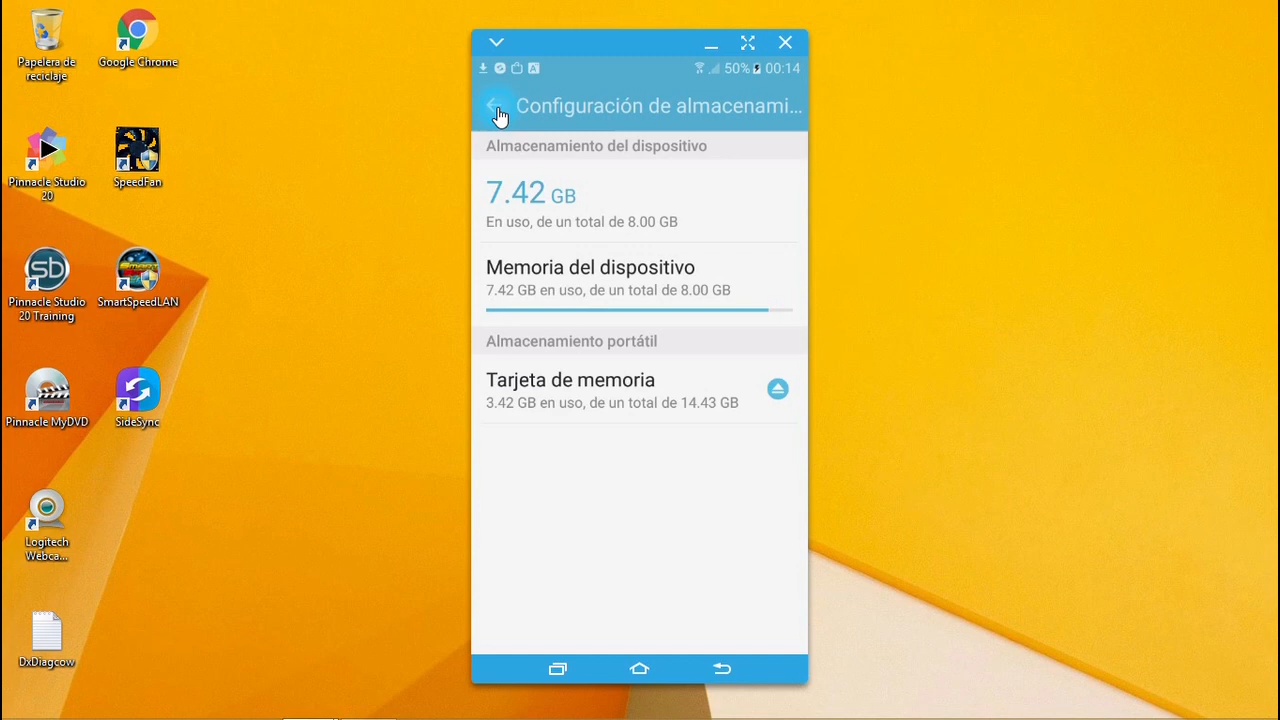 Papelera de
reciclaje
Google Chrome
Pinnacle Studio
20
SpeedFan
Pinnacle Studio
20 Training
SmartSpeedLAN
Pinnacle MyDVD
SideSync
Logitech
Webca...
DxDiagcow
50% 00:14
Configuración de almacenami...
Almacenamiento del dispositivo
7.42 GB
En uso, de un total de 8.00 GB
Memoria del dispositivo
7.42 GB en uso, de un total de 8.00 GB
Almacenamiento portátil
Tarjeta de memoria
3.42 GB en uso, de un total de 14.43 GB